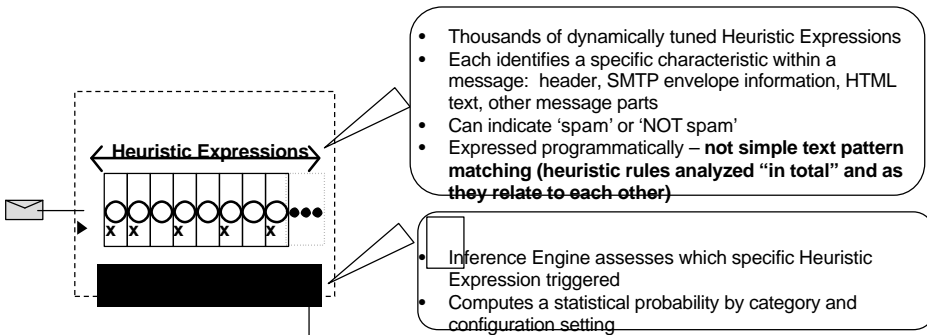 • Thousands of dynamically tuned Heuristic Expressions
• Each identifies a specific characteristic within a
message: header, SMTP envelope information, HTML
text, other message parts
• Can indicate ‘spam’ or ‘NOT spam’
• Expressed programmatically – not simple text pattern
matching (heuristic rules analyzed “in total” and as
they relate to each other)
Heuristic Expressions
x x x x x
• Inference Engine assesses which specific Heuristic
Expression triggered
• Computes a statistical probability by category and
configuration setting